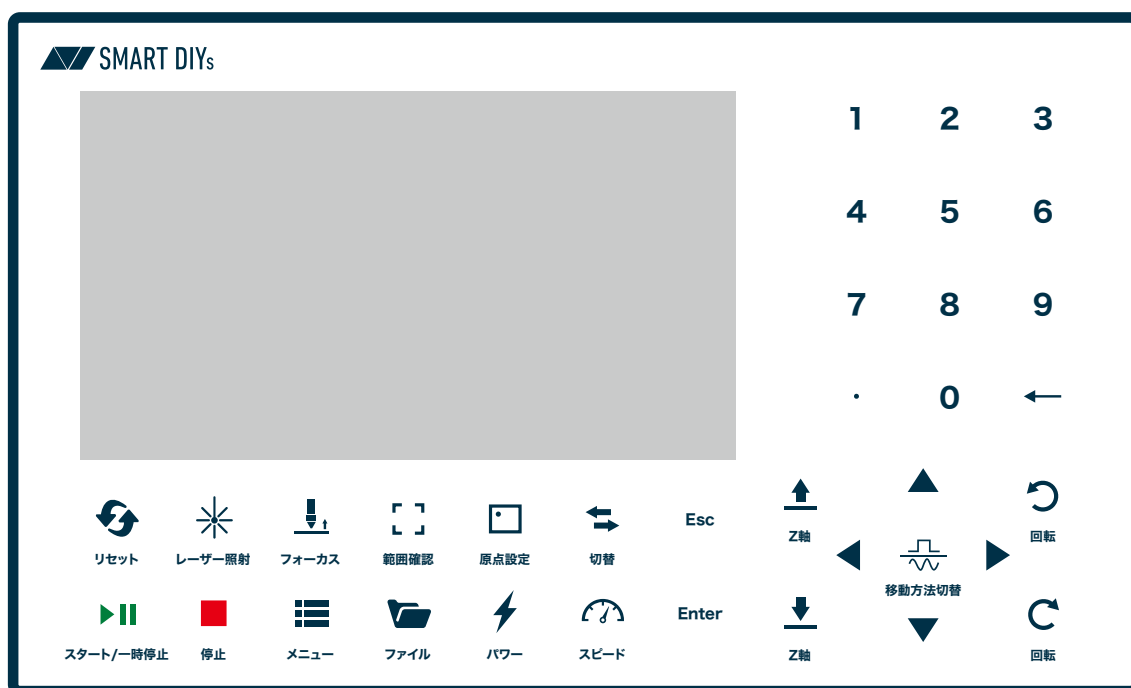 SMART DIYs
1 2 3
4 5 6
7 8 9
. 0 ←
リセット レーザー照射 フォーカス 範囲確認 原点設定 切替 Esc
Z軸 回転
移動方法切替
スタート/一時停止 停止 メニュー ファイル パワー スピード Enter
Z軸 回転